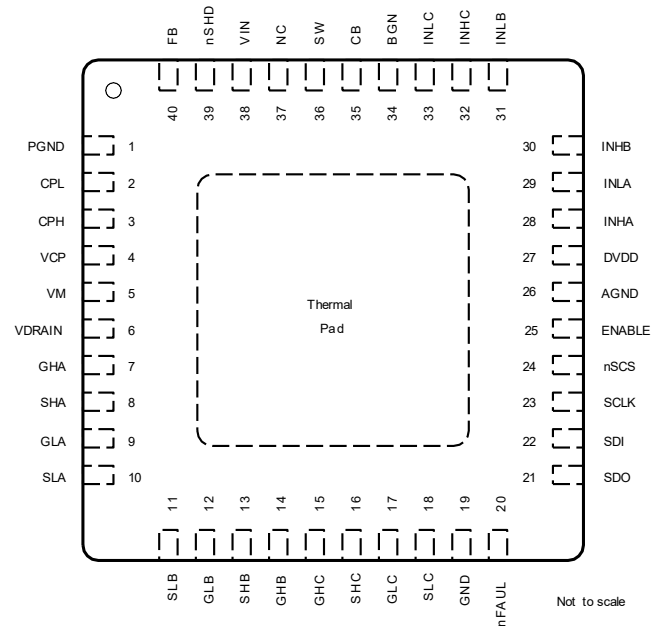 FB
nSHD
VIN
NC
SW
CB
BGN
INLC
INHC
INLB
40
39
38
37
36
35
34
33
32
31
PGND 1
CPL 2
CPH 3
VCP 4
VM 5
VDRAIN 6
GHA 7
SHA 8
GLA 9
SLA 10
Thermal
Pad
30 INHB
29 INLA
28 INHA
27 DVDD
26 AGND
25 ENABLE
24 nSCS
23 SCLK
22 SDI
21 SDO
11
12
13
14
15
16
17
18
19
20
SLB
GLB
SHB
GHB
GHC
SHC
GLC
SLC
GND
nFAUL
Not to scale